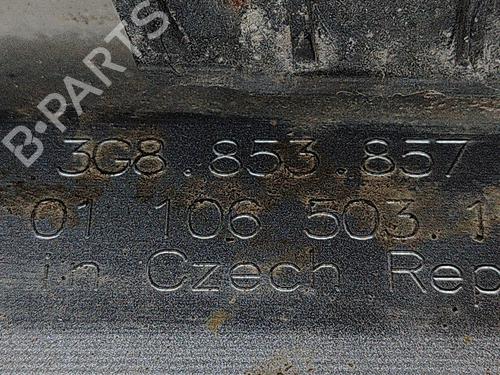 B-PARTS
3G8.853.857
01 106 503.1
in Czech Rep